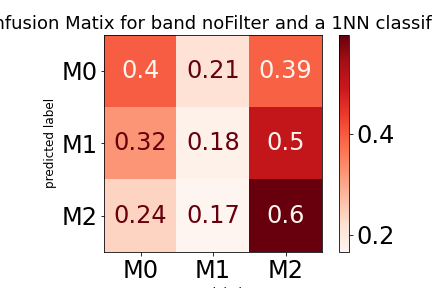 nfusion Matix for band noFilter and a 1NN classif
predicted label
M0
0.4
0.21
0.39
M1
0.32
0.18
0.5
M2
0.24
0.17
0.6
M0
M1
M2
0.4
0.2